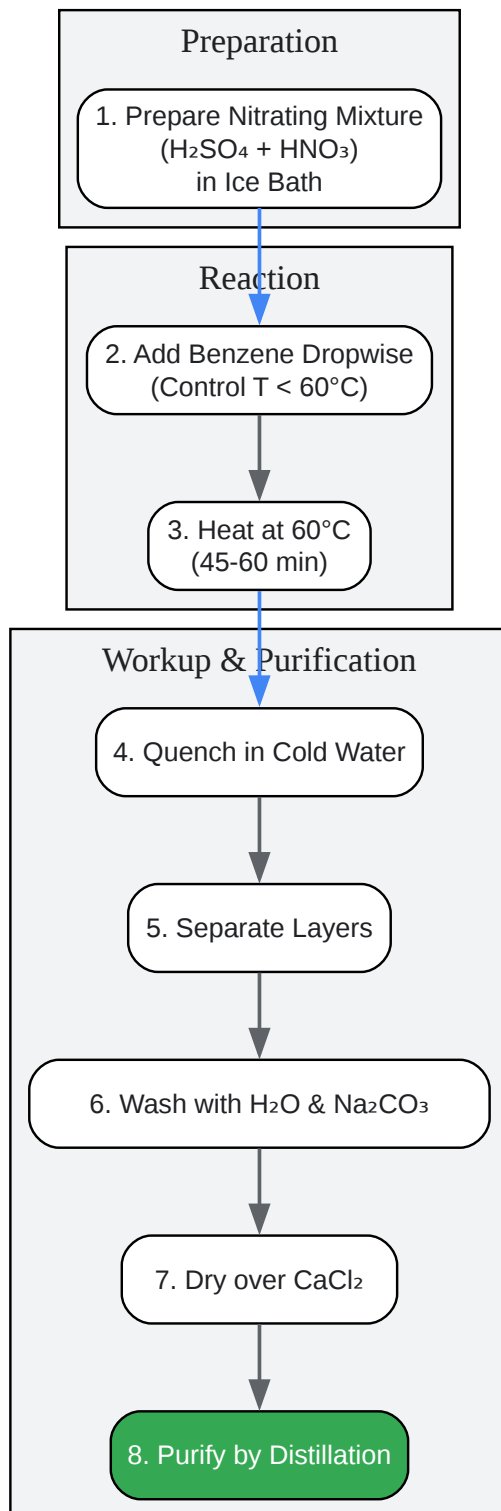 Preparation
1. Prepare Nitrating Mixture
(H₂SO₄ + HNO₃)
in Ice Bath
Reaction
2. Add Benzene Dropwise
(Control T < 60°C)
3. Heat at 60°C
(45-60 min)
Workup & Purification
4. Quench in Cold Water
5. Separate Layers
6. Wash with H₂O & Na₂CO₃
7. Dry over CaCl₂
8. Purify by Distillation